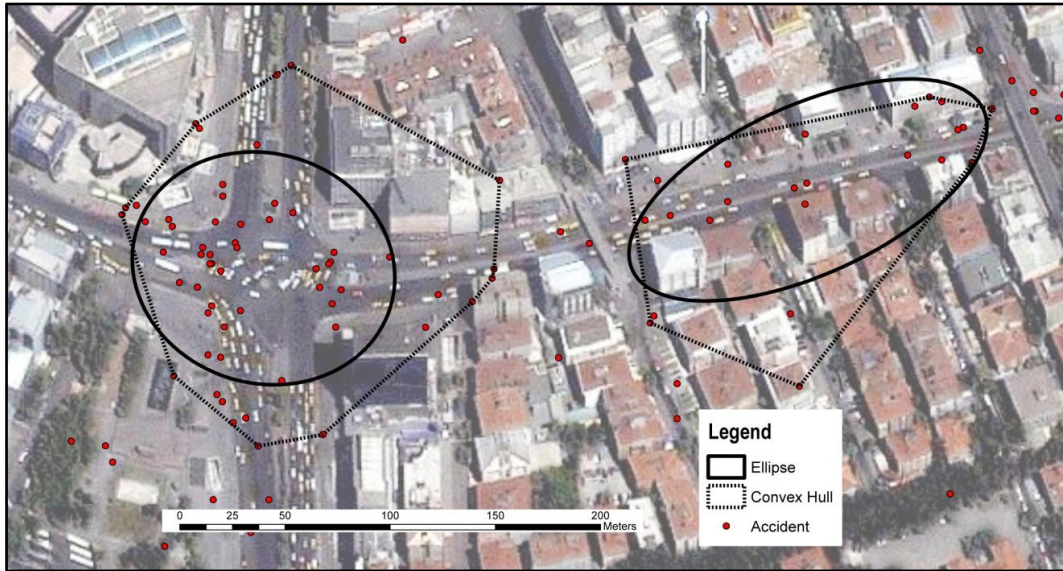 Legend
Ellipse
Convex Hull
Accident
0 25 50 100 150 200
Meters